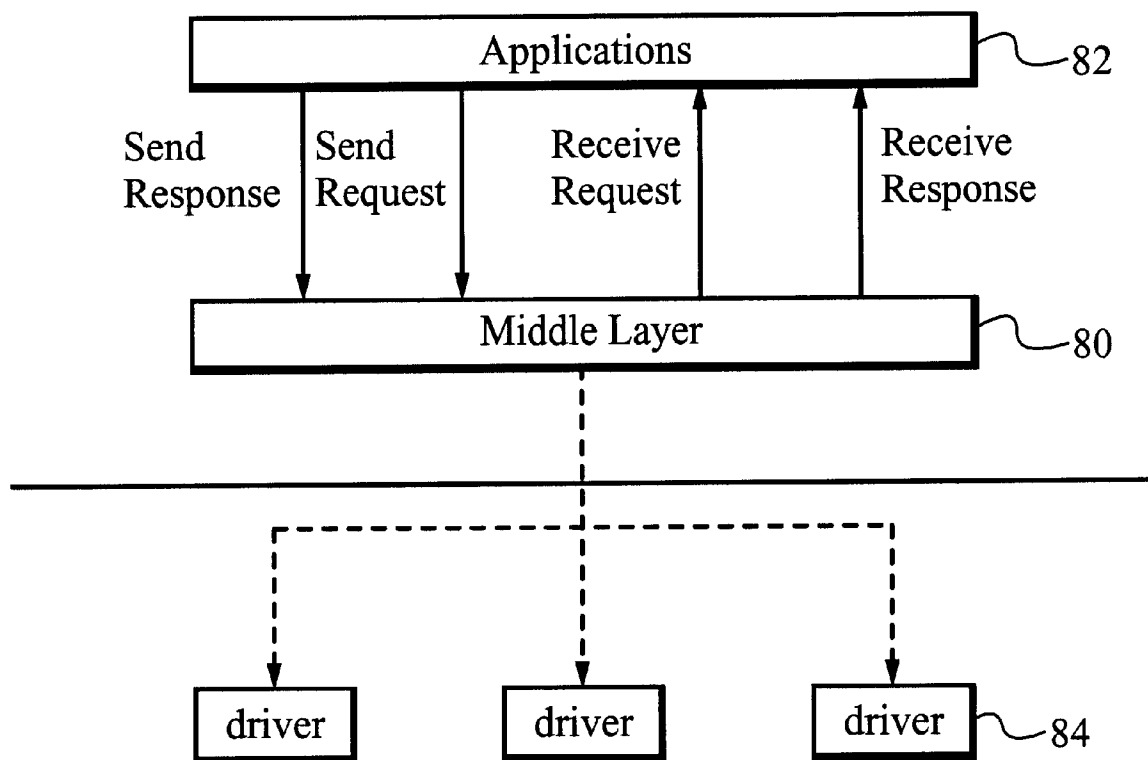 Applications
82
Send
Response
Send
Request
Receive
Request
Receive
Response
Middle Layer
80
driver
driver
driver
84